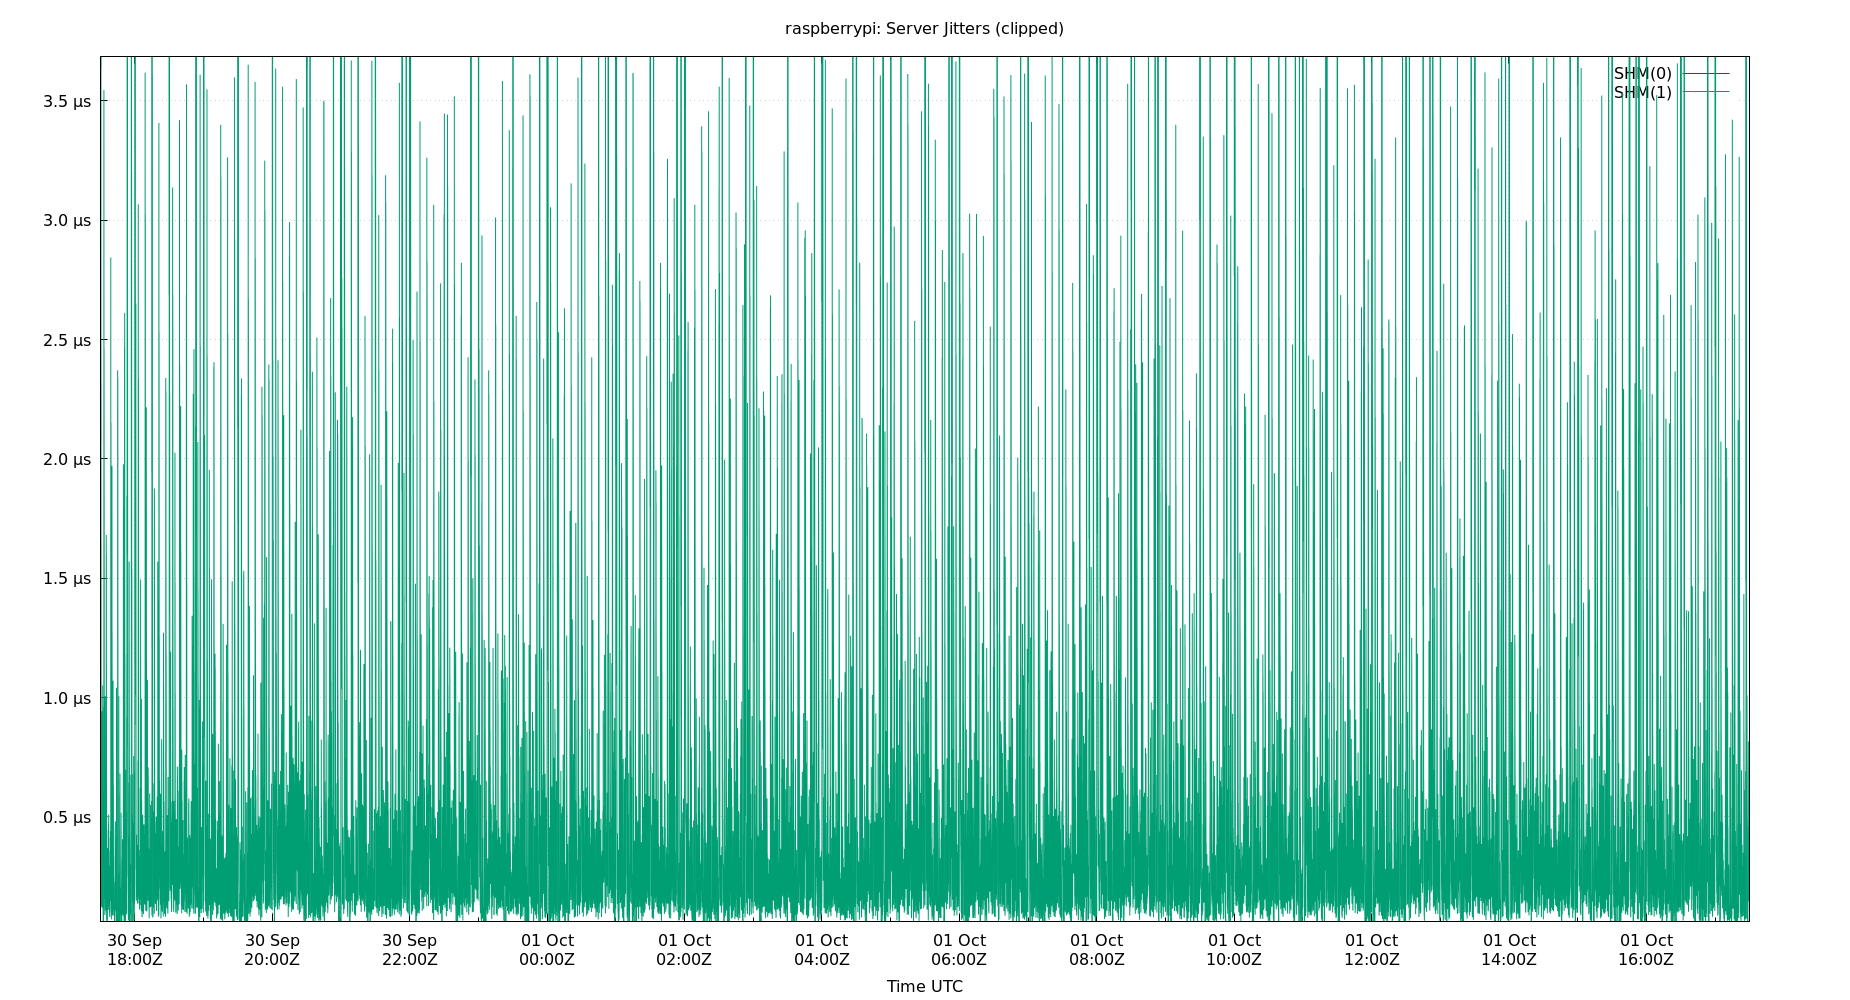 raspberrypi: Server Jitters (clipped)
SHM(0)
SHM(1)
3.5 µs
3.0 µs
2.5 µs
2.0 µs
1.5 µs
1.0 µs
0.5 µs
30 Sep 30 Sep 30 Sep 01 Oct 01 Oct 01 Oct 01 Oct 01 Oct 01 Oct 01 Oct 01 Oct 01 Oct
18:00Z 20:00Z 22:00Z 00:00Z 02:00Z 04:00Z 06:00Z 08:00Z 10:00Z 12:00Z 14:00Z 16:00Z
Time UTC